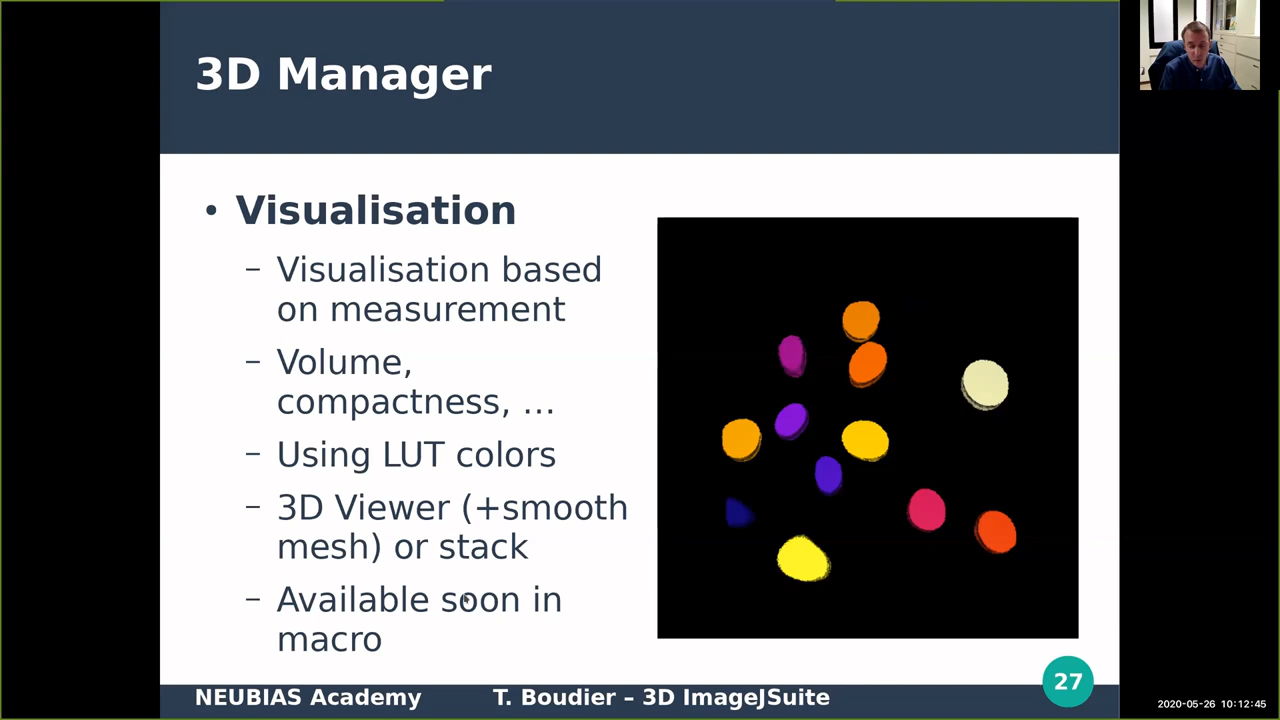 3D Manager
• Visualisation
– Visualisation based
on measurement
– Volume,
compactness, ...
– Using LUT colors
– 3D Viewer (+smooth
mesh) or stack
– Available soon in
macro
NEUBIAS Academy T. Boudier – 3D ImageJSuite 27
2020-05-26 10:12:45